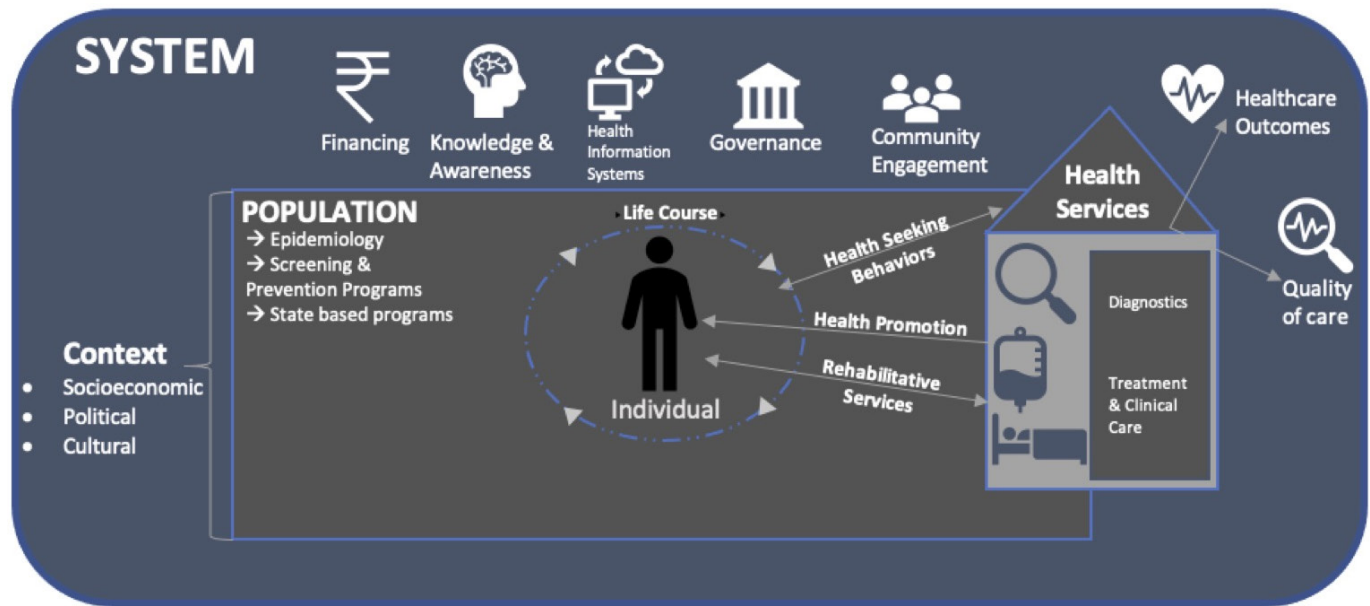 SYSTEM
₹
Financing
Knowledge &
Awareness
Health
Information
Systems
Governance
Community
Engagement
Healthcare
Outcomes
Quality
of care
Context
• Socioeconomic
• Political
• Cultural
POPULATION
→ Epidemiology
→ Screening &
Prevention Programs
→ State based programs
Life Course
Individual
Health Seeking
Behaviors
Health Promotion
Rehabilitative
Services
Health
Services
Diagnostics
Treatment
& Clinical
Care